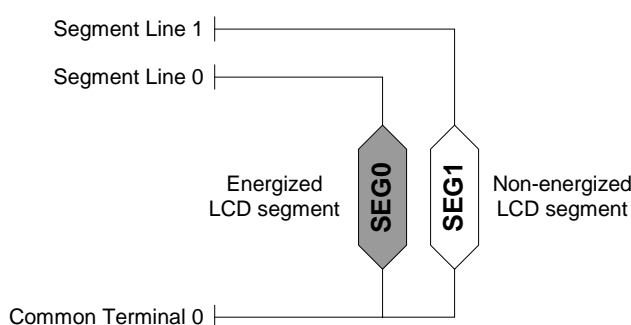 Segment Line 1
Segment Line 0
Energized
LCD segment
SEG0
SEG1
Non-energized
LCD segment
Common Terminal 0